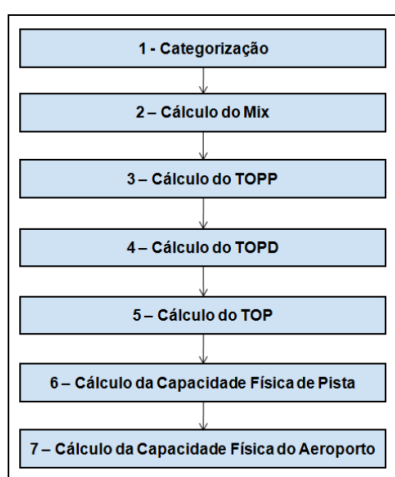 1 - Categorização
2 – Cálculo do Mix
3 – Cálculo do TOPP
4 – Cálculo do TOPD
5 – Cálculo do TOP
6 – Cálculo da Capacidade Física de Pista
7 – Cálculo da Capacidade Física do Aeroporto